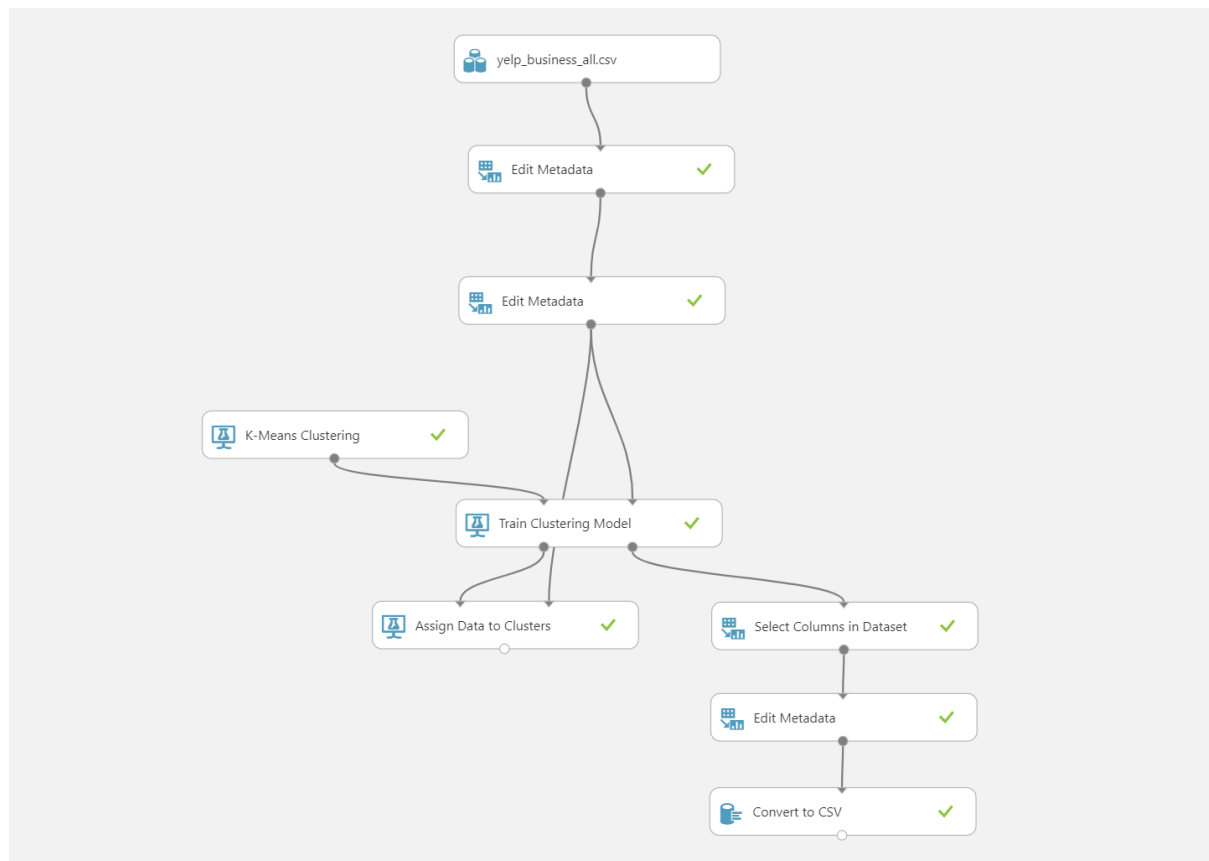 yelp_business_all.csv
Edit Metadata
Edit Metadata
K-Means Clustering
Train Clustering Model
Assign Data to Clusters
Select Columns in Dataset
Edit Metadata
Convert to CSV